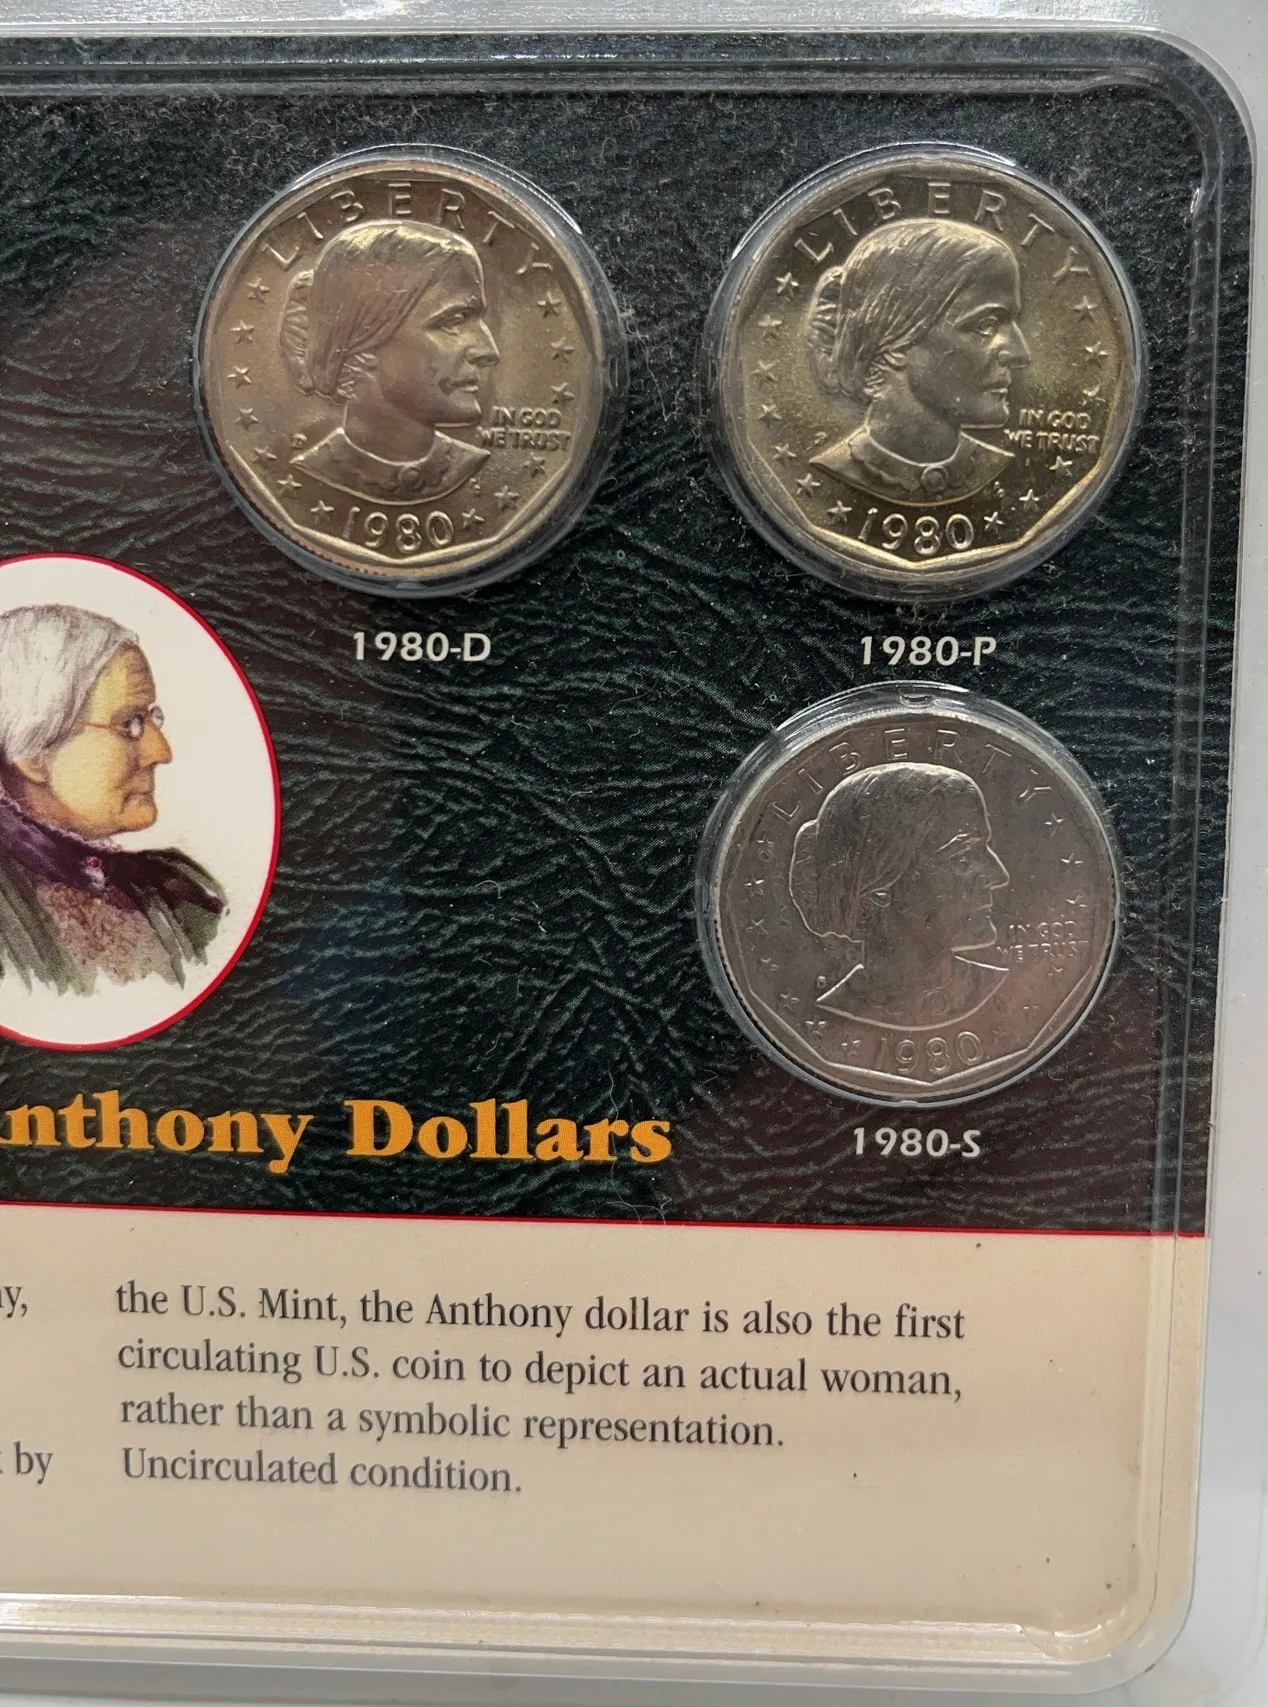 LIBERTY
IN GOD
WE TRUST
D
1980
LIBERTY
IN GOD
WE TRUST
P
1980
1980-D
1980-P
LIBERTY
IN GOD
WE TRUST
S
1980
1980-S
nthony Dollars
y,
by
the U.S. Mint, the Anthony dollar is also the first
circulating U.S. coin to depict an actual woman,
rather than a symbolic representation.
Uncirculated condition.